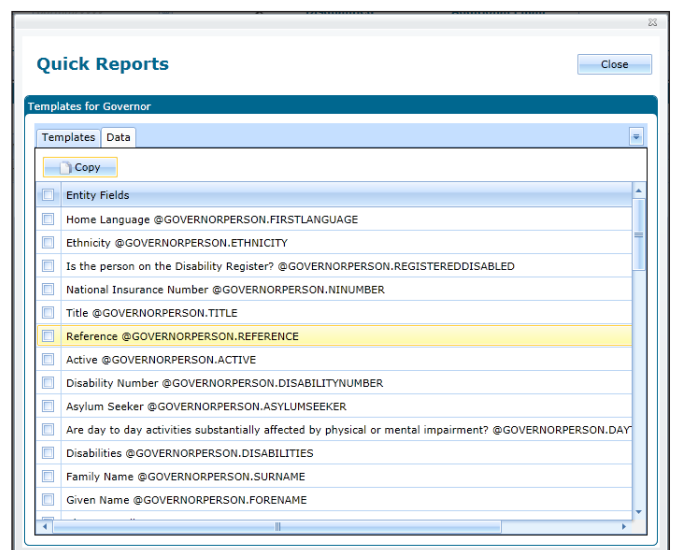 Quick Reports
Close
Templates for Governor
Templates Data
Copy
Entity Fields
Home Language @GOVERNORPERSON.FIRSTLANGUAGE
Ethnicity @GOVERNORPERSON.ETHNICITY
Is the person on the Disability Register? @GOVERNORPERSON.REGISTEREDDISABLED
National Insurance Number @GOVERNORPERSON.NINUMBER
Title @GOVERNORPERSON.TITLE
Reference @GOVERNORPERSON.REFERENCE
Active @GOVERNORPERSON.ACTIVE
Disability Number @GOVERNORPERSON.DISABILITYNUMBER
Asylum Seeker @GOVERNORPERSON.ASYLUMSEEKER
Are day to day activities substantially affected by physical or mental impairment? @GOVERNORPERSON.DAY
Disabilities @GOVERNORPERSON.DISABILITIES
Family Name @GOVERNORPERSON.SURNAME
Given Name @GOVERNORPERSON.FORENAME